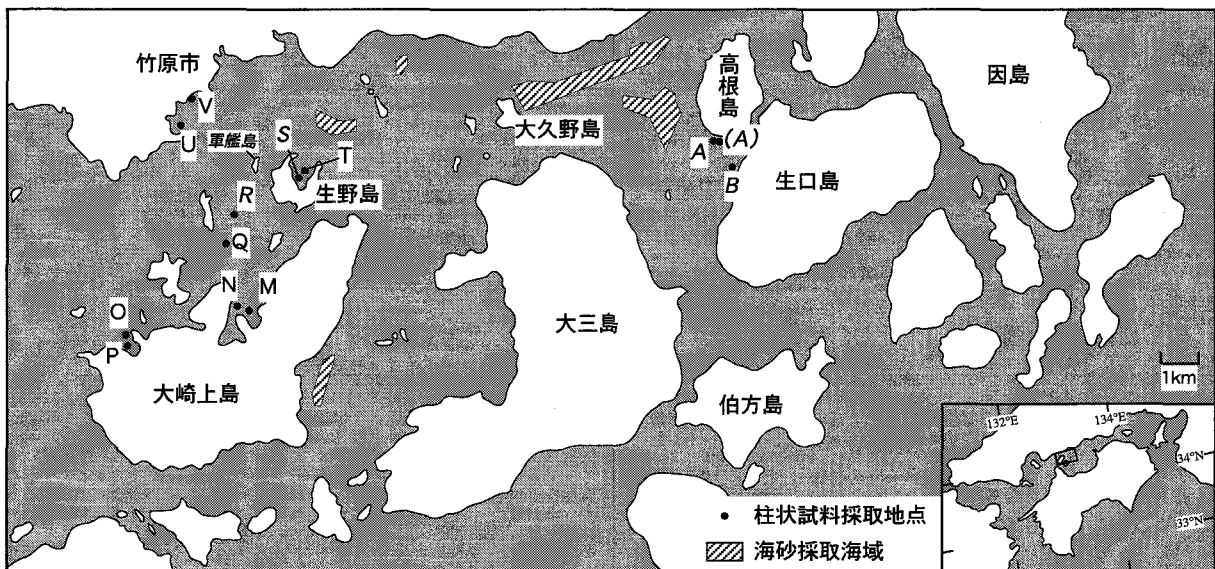 竹原市
V
U
軍艦島
S
T
生野島
R
Q
N
M
O
P
大崎上島
大久野島
高根島
A
(A)
B
生口島
因島
大三島
伯方島
1km
柱状試料採取地点
海砂採取海域
132°E
134°E
34°N
33°N